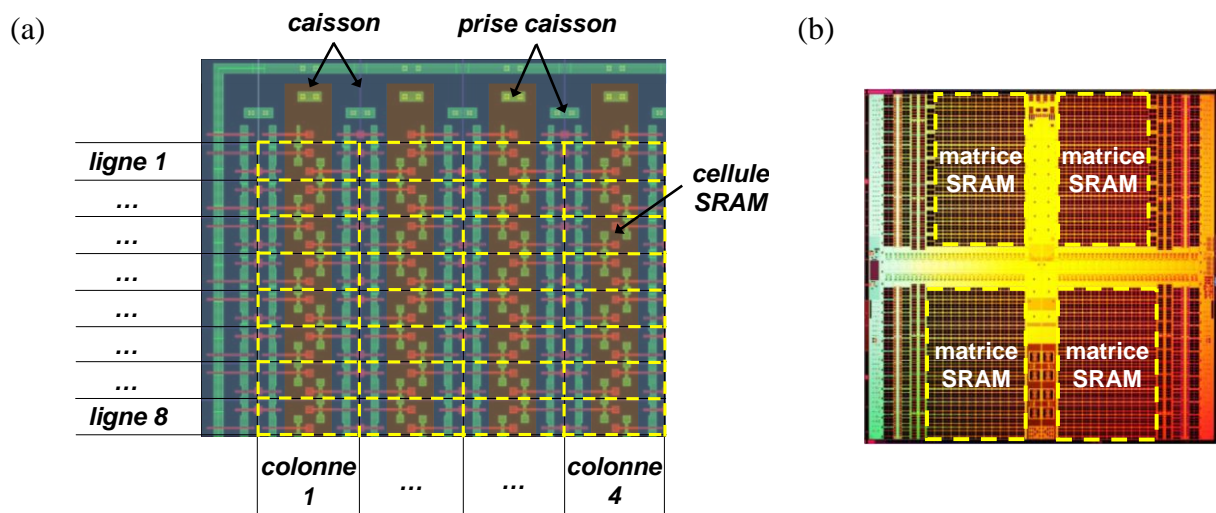 (a)
caisson
prise caisson
(b)
ligne 1
...
...
...
...
...
...
ligne 8
cellule
SRAM
colonne
1
...
...
colonne
4
matrice
SRAM
matrice
SRAM
matrice
SRAM
matrice
SRAM